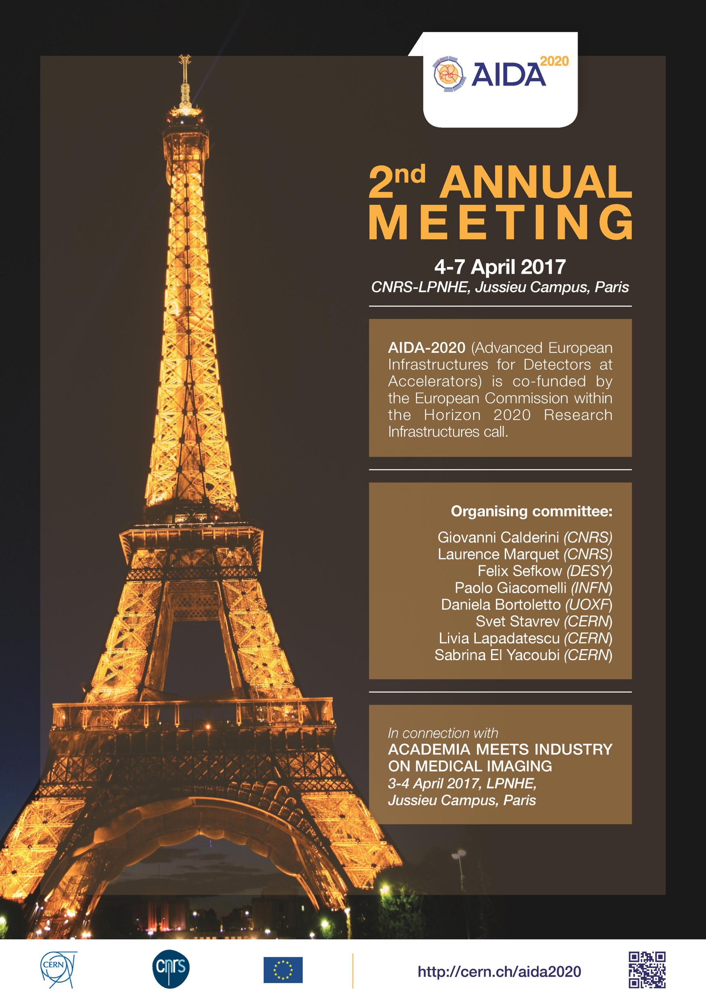 AIDA 2020
2nd ANNUAL
MEETING
4-7 April 2017
CNRS-LPNHE, Jussieu Campus, Paris
AIDA-2020 (Advanced European
Infrastructures for Detectors at
Accelerators) is co-funded by
the European Commission within
the Horizon 2020 Research
Infrastructures call.
Organising committee:
Giovanni Calderini (CNRS)
Laurence Marquet (CNRS)
Felix Sefkow (DESY)
Paolo Giacomelli (INFN)
Daniela Bortoletto (UOXF)
Svet Stavrev (CERN)
Livia Lapadatescu (CERN)
Sabrina El Yacoubi (CERN)
In connection with
ACADEMIA MEETS INDUSTRY
ON MEDICAL IMAGING
3-4 April 2017, LPNHE,
Jussieu Campus, Paris
CERN
cnrs
http://cern.ch/aida2020